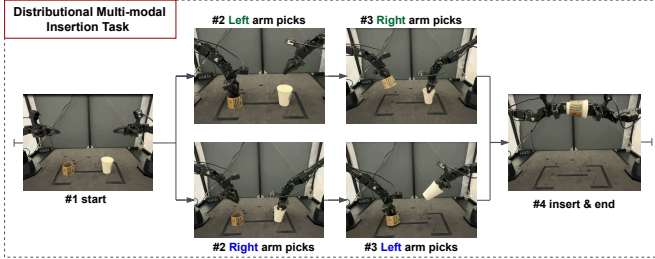 Distributional Multi-modal
Insertion Task
#2 Left arm picks
#3 Right arm picks
#1 start
#2 Right arm picks
#3 Left arm picks
#4 insert & end